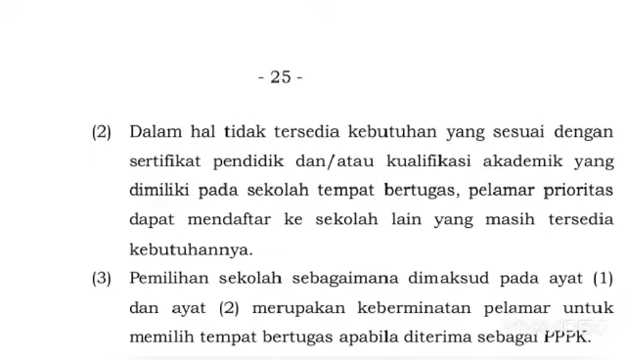 - 25 -
(2) Dalam hal tidak tersedia kebutuhan yang sesuai dengan
sertifikat pendidik dan/atau kualifikasi akademik yang
dimiliki pada sekolah tempat bertugas, pelamar prioritas
dapat mendaftar ke sekolah lain yang masih tersedia
kebutuhannya.
(3) Pemilihan sekolah sebagaimana dimaksud pada ayat (1)
dan ayat (2) merupakan keberminatan pelamar untuk
memilih tempat bertugas apabila diterima sebagai PPPK.